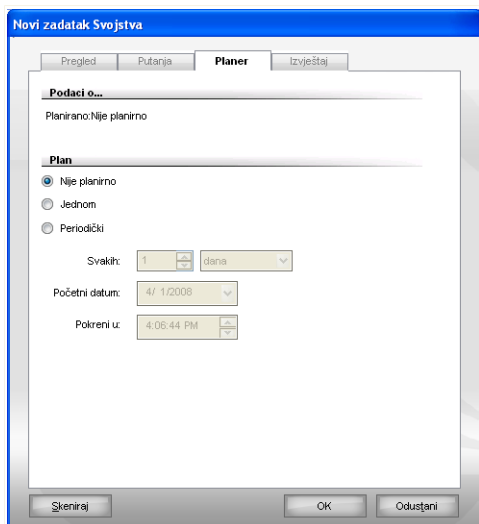 Novi zadatak Svojstva
Pregled Putanja Planer Izvještaj
Podaci o...
Planirano:Nije planirno
Plan
Nije planirno
Jednom
Periodički
Svakih: 1 dana
Početni datum: 4/ 1/2008
Pokreni u: 4:06:44 PM
Skeniraj OK Odustani